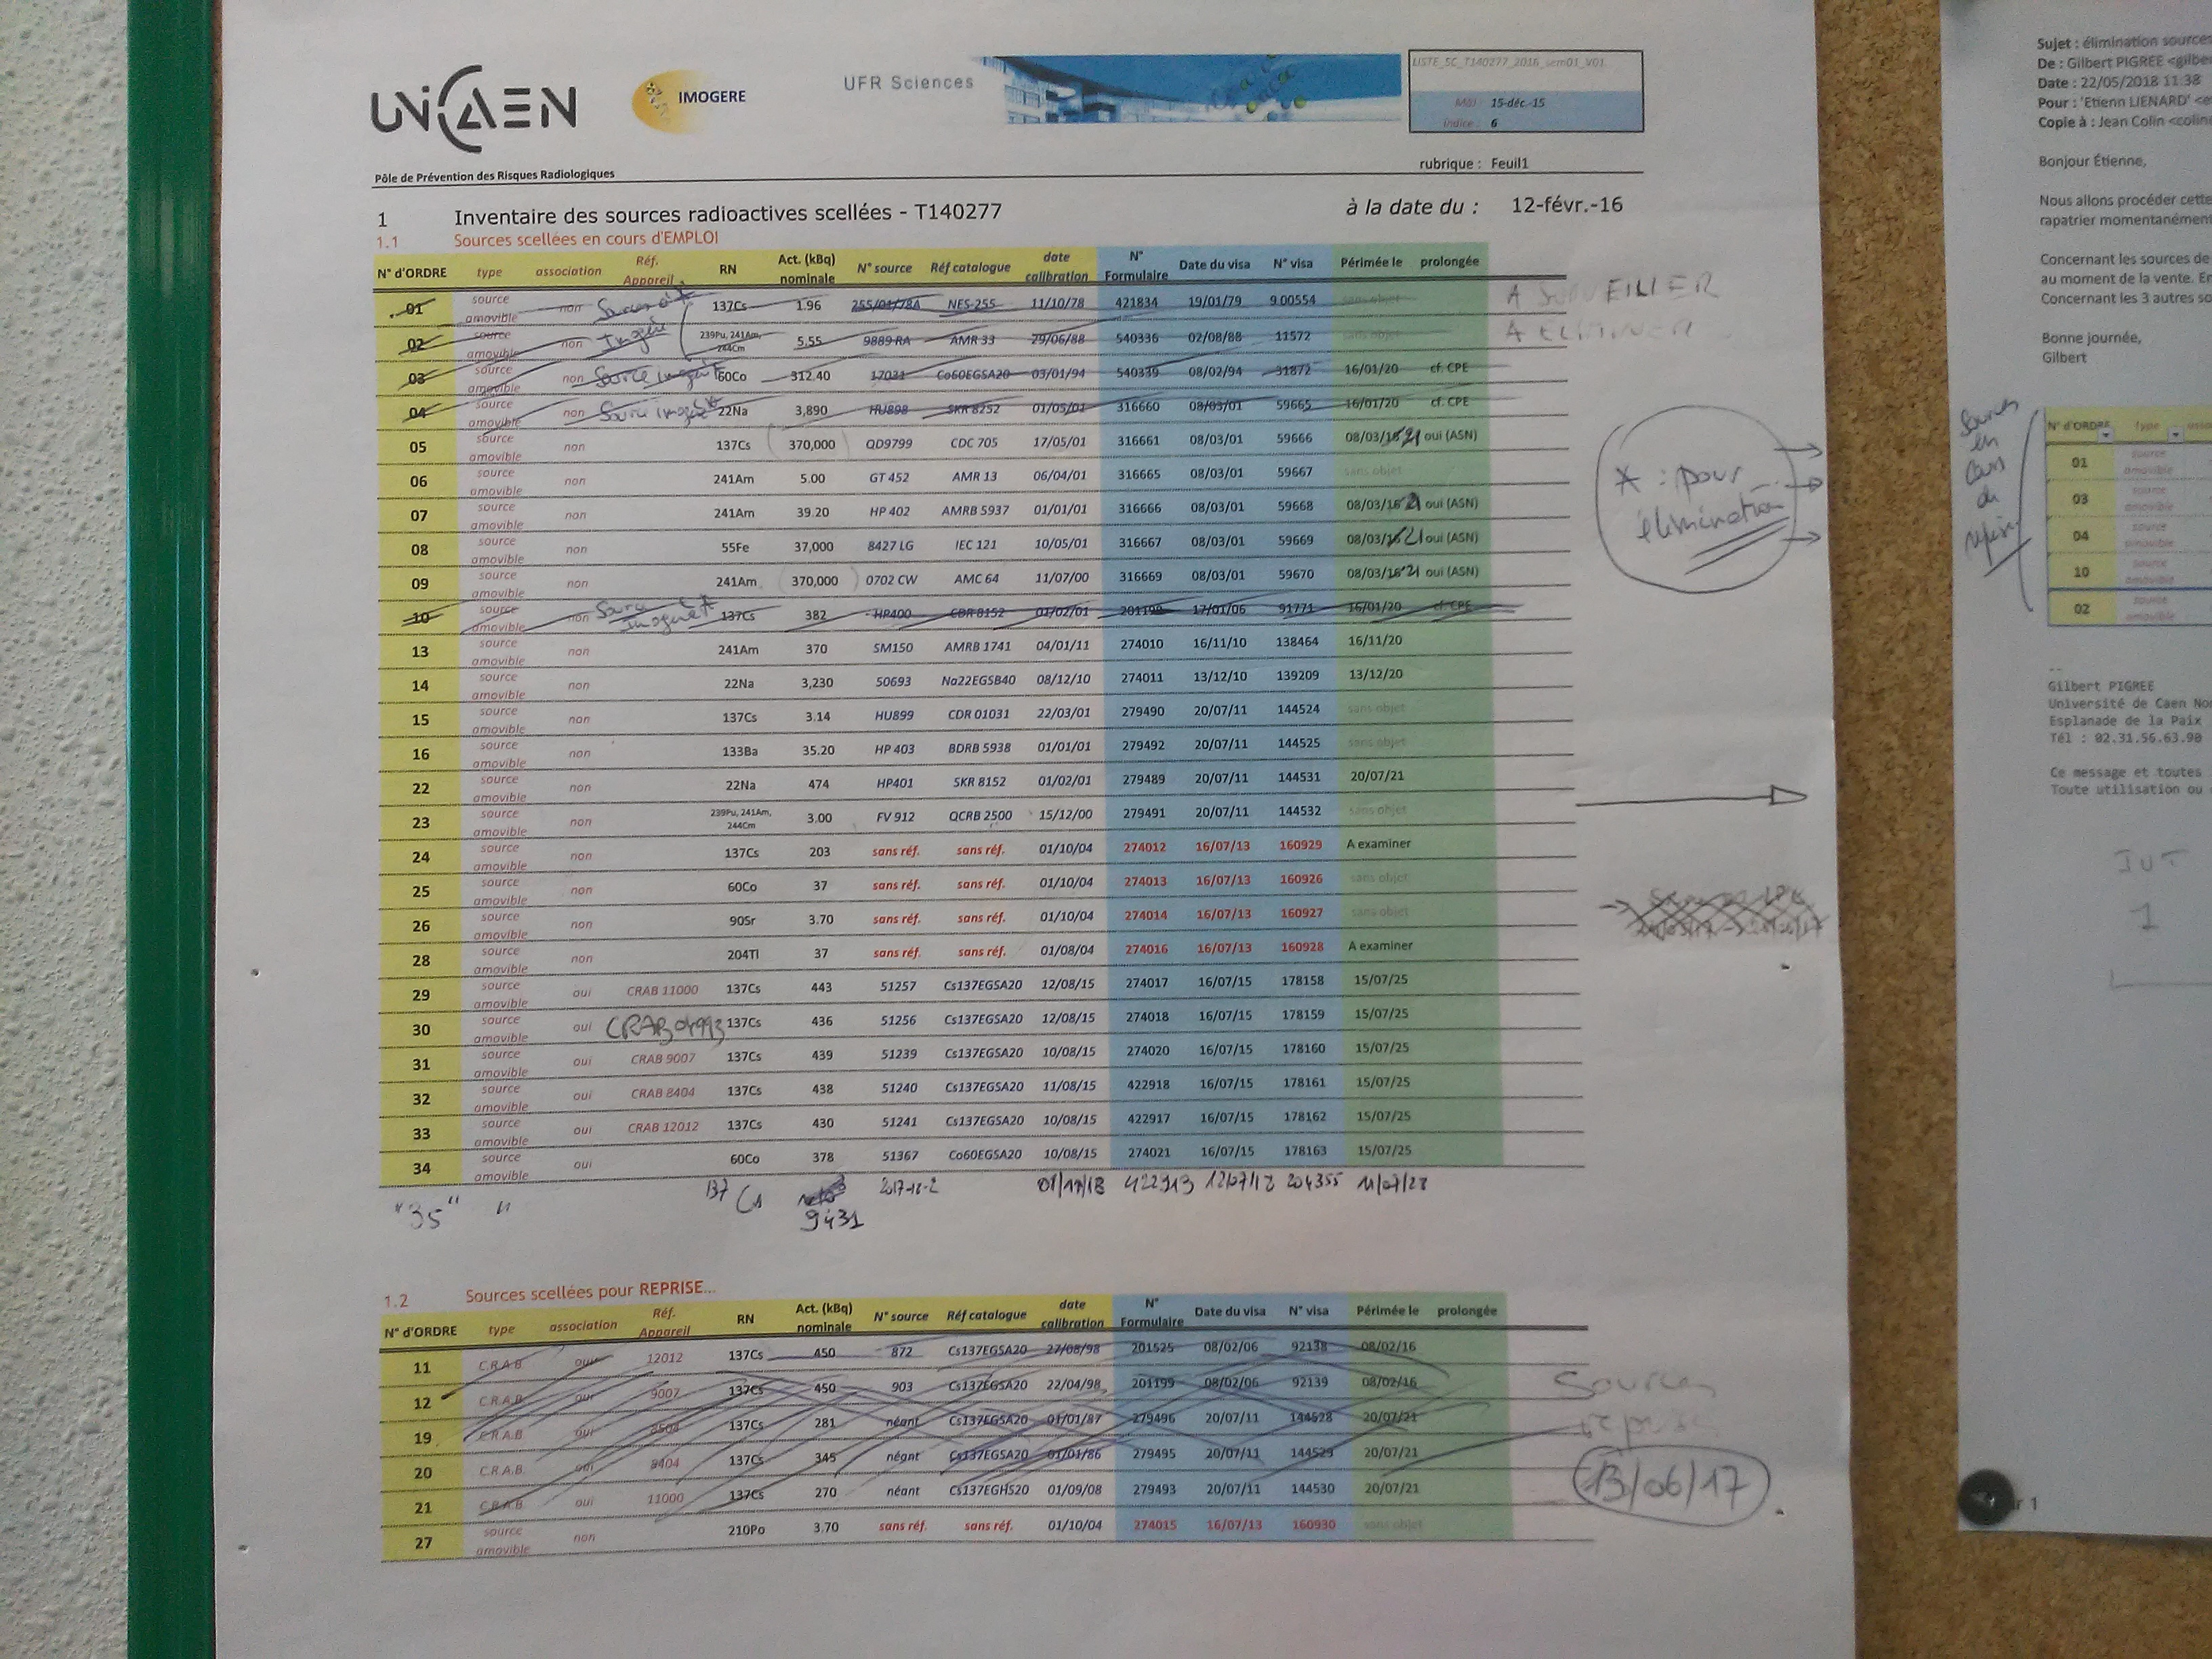 UNICAEN
IMOGERE
UFR Sciences
LISTE_SC_T140277_2016_sem01_V01
MàJ : 15-déc.-15
indice : 6
rubrique : Feuil1
Pôle de Prévention des Risques Radiologiques
1 Inventaire des sources radioactives scellées - T140277 à la date du : 12-févr.-16
1.1 Sources scellées en cours d'EMPLOI
N° d'ORDRE type association Réf. Appareil RN Act. (kBq) nominale N° source Réf catalogue date calibration N° Formulaire Date du visa N° visa Périmée le prolongée
01 source amovible non 137Cs 1.96 255/01/78A NES-255 11/10/78 421834 19/01/79 9.00554 sans objet A SURVEILLER
02 source amovible non 239Pu, 241Am, 244Cm 5.55 9889 RA AMR 33 29/06/88 540336 02/08/88 11572 sans objet A ELIMINER
03 source amovible non 60Co 312.40 17031 Co60EGSA20 03/01/94 540339 08/02/94 31872 16/01/20 cf. CPE
04 source amovible non 22Na 3,890 HU898 SKR 8252 01/05/01 316660 08/03/01 59665 16/01/20 cf. CPE
05 source amovible non 137Cs 370,000 QD9799 CDC 705 17/05/01 316661 08/03/01 59666 08/03/16 21 oui (ASN)
06 source amovible non 241Am 5.00 GT 452 AMR 13 06/04/01 316665 08/03/01 59667 sans objet
07 source amovible non 241Am 39.20 HP 402 AMRB 5937 01/01/01 316666 08/03/01 59668 08/03/16 21 oui (ASN)
08 source amovible non 55Fe 37,000 8427 LG IEC 121 10/05/01 316667 08/03/01 59669 08/03/16 21 oui (ASN)
09 source amovible non 241Am 370,000 0702 CW AMC 64 11/07/00 316669 08/03/01 59670 08/03/16 21 oui (ASN)
10 source amovible non 137Cs 382 HP400 CDR 8152 01/02/01 201198 17/01/06 91771 16/01/20 cf. CPE
13 source amovible non 241Am 370 SM150 AMRB 1741 04/01/11 274010 16/11/10 138464 16/11/20
14 source amovible non 22Na 3,230 50693 Na22EGSB40 08/12/10 274011 13/12/10 139209 13/12/20
15 source amovible non 137Cs 3.14 HU899 CDR 01031 22/03/01 279490 20/07/11 144524 sans objet
16 source amovible non 133Ba 35.20 HP 403 BDRB 5938 01/01/01 279492 20/07/11 144525 sans objet
22 source amovible non 22Na 474 HP401 SKR 8152 01/02/01 279489 20/07/11 144531 20/07/21
23 source amovible non 239Pu, 241Am, 244Cm 3.00 FV 912 QCRB 2500 15/12/00 279491 20/07/11 144532 sans objet
24 source amovible non 137Cs 203 sans réf. sans réf. 01/10/04 274012 16/07/13 160929 A examiner
25 source amovible non 60Co 37 sans réf. sans réf. 01/10/04 274013 16/07/13 160926 sans objet
26 source amovible non 90Sr 3.70 sans réf. sans réf. 01/10/04 274014 16/07/13 160927 sans objet
28 source amovible non 204Tl 37 sans réf. sans réf. 01/08/04 274016 16/07/13 160928 A examiner
29 source amovible oui CRAB 11000 137Cs 443 51257 Cs137EGSA20 12/08/15 274017 16/07/15 178158 15/07/25
30 source amovible oui CRAB 04993 137Cs 436 51256 Cs137EGSA20 12/08/15 274018 16/07/15 178159 15/07/25
31 source amovible oui CRAB 9007 137Cs 439 51239 Cs137EGSA20 10/08/15 274020 16/07/15 178160 15/07/25
32 source amovible oui CRAB 8404 137Cs 438 51240 Cs137EGSA20 11/08/15 422918 16/07/15 178161 15/07/25
33 source amovible oui CRAB 12012 137Cs 430 51241 Cs137EGSA20 10/08/15 422917 16/07/15 178162 15/07/25
34 source amovible oui 60Co 378 51367 Co60EGSA20 10/08/15 274021 16/07/15 178163 15/07/25
"35" " 137 Cs 9431 2017-16-2 422913 204355
* : pour élimination
1.2 Sources scellées pour REPRISE...
N° d'ORDRE type association Réf. Appareil RN Act. (kBq) nominale N° source Réf catalogue date calibration N° Formulaire Date du visa N° visa Périmée le prolongée
11 C.R.A.B. oui 12012 137Cs 450 872 Cs137EGSA20 27/08/98 201525 08/02/06 92138 08/02/16
12 C.R.A.B. oui 9007 137Cs 450 903 Cs137EGSA20 22/04/98 201199 08/02/06 92139 08/02/16
19 C.R.A.B. oui 8504 137Cs 281 néant Cs137EGSA20 01/01/87 279496 20/07/11 144528 20/07/21
20 C.R.A.B. oui 8404 137Cs 345 néant Cs137EGSA20 01/01/86 279495 20/07/11 144529 20/07/21
21 C.R.A.B. oui 11000 137Cs 270 néant Cs137EGHS20 01/09/08 279493 20/07/11 144530 20/07/21
27 source amovible non 210Po 3.70 sans réf. sans réf. 01/10/04 274015 16/07/13 160930 sans objet
Sources
13/06/17
Sujet : élimination sources
De : Gilbert PIGREE
Date : 22/05/2018 11:38
Pour : 'Etienn LIENARD'
Copie à : Jean Colin
Bonjour Étienne,
Nous allons procéder cette
rapatrier momentanément
Concernant les sources de
au moment de la vente. En
Concernant les 3 autres
Bonne journée,
Gilbert
Sources en cours de reprise
N° d'ORDRE type
01 source amovible
03 source amovible
04 source amovible
10 source amovible
02 source amovible
--
Gilbert PIGREE
Université de Caen
Esplanade de la Paix
Tél : 02.31.56.63.90
Ce message et toutes
Toute utilisation ou
IUT
1